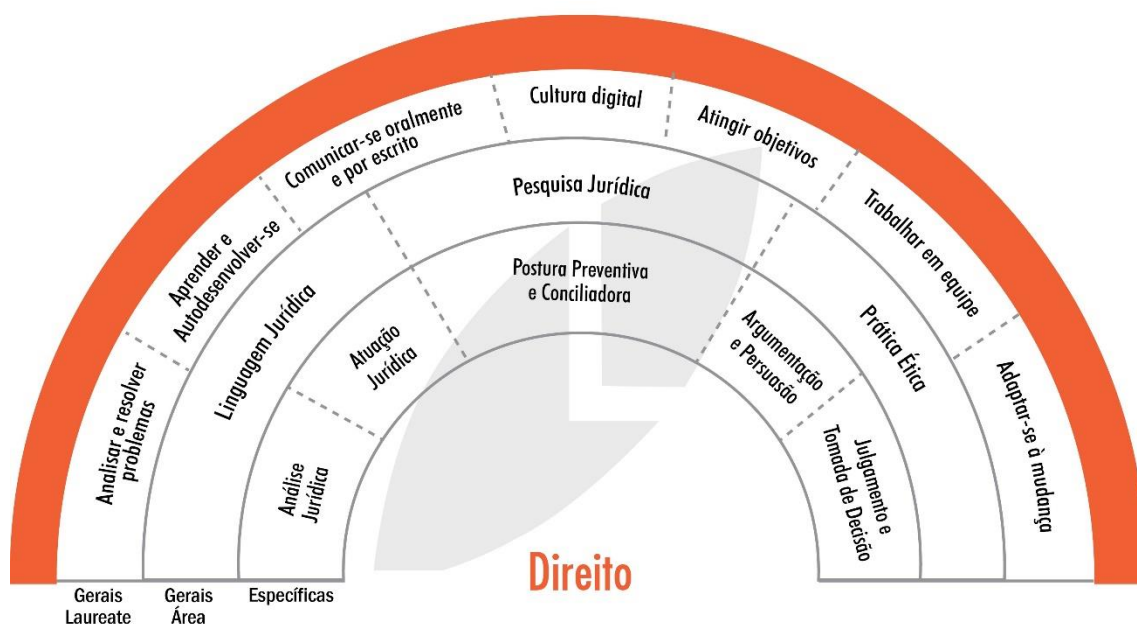 Analisar e resolver
problemas
Aprender e
Autodesenvolver-se
Comunicar-se oralmente
e por escrito
Cultura digital
Atingir objetivos
Trabalhar em equipe
Adaptar-se à mudança
Linguagem Jurídica
Pesquisa Jurídica
Prática Ética
Análise
Jurídica
Atuação
Jurídica
Postura Preventiva
e Conciliadora
Argumentação
e Persuasão
Julgamento e
Tomada de Decisão
Direito
Gerais
Laureate
Gerais
Área
Específicas